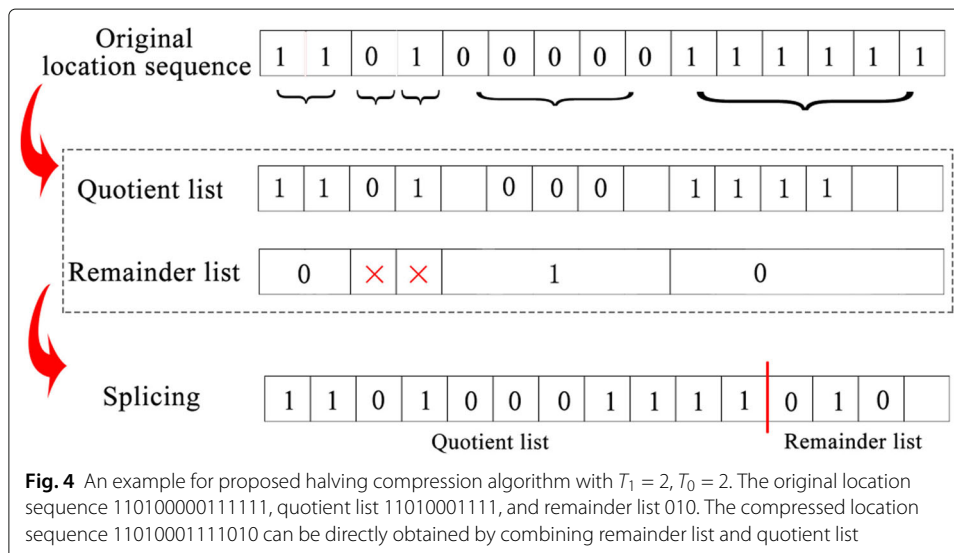 Original
location sequence
1 1 0 1 0 0 0 0 0 1 1 1 1 1 1
Quotient list
1 1 0 1 0 0 0 1 1 1 1
Remainder list
0 × × 1 0
Splicing
1 1 0 1 0 0 0 1 1 1 1 0 1 0
Quotient list Remainder list
Fig. 4 An example for proposed halving compression algorithm with T₁ = 2, T₀ = 2. The original location
sequence 110100000111111, quotient list 11010001111, and remainder list 010. The compressed location
sequence 11010001111010 can be directly obtained by combining remainder list and quotient list